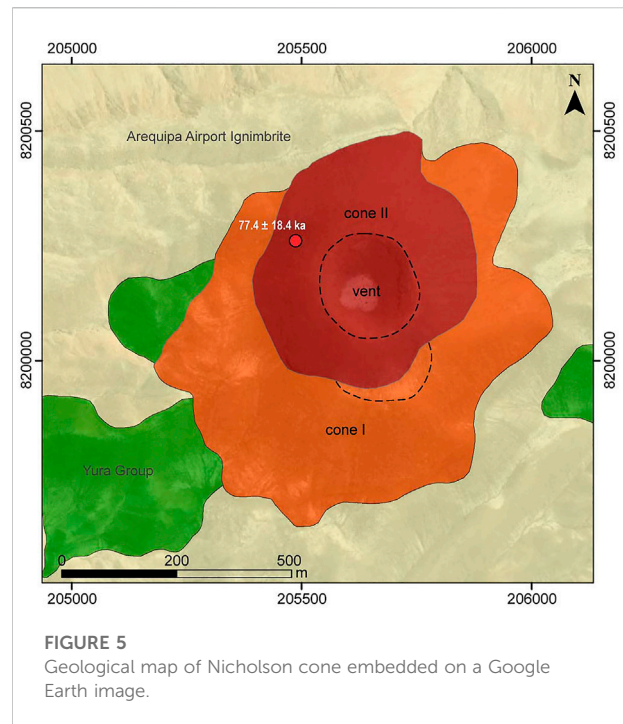 205000 205500 206000
N
8200500 8200500
Arequipa Airport Ignimbrite
cone II
77.4 ± 18.4 ka
vent
8200000 8200000
cone I
Yura Group
0 200 500
m
205000 205500 206000
FIGURE 5
Geological map of Nicholson cone embedded on a Google
Earth image.